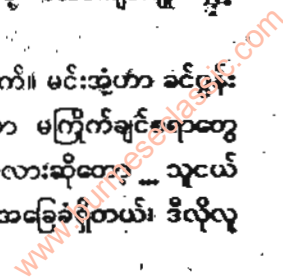 က်။ မင်းအုံဟာ ခင်ဇွန်း
ာ မကြိုက်ချင်စရာတွေ
လားဆိုတော့ ... သူငယ်
အခြေခံရှိတယ်၊ ဒီလိုလူ
www.burmeseclassic.com